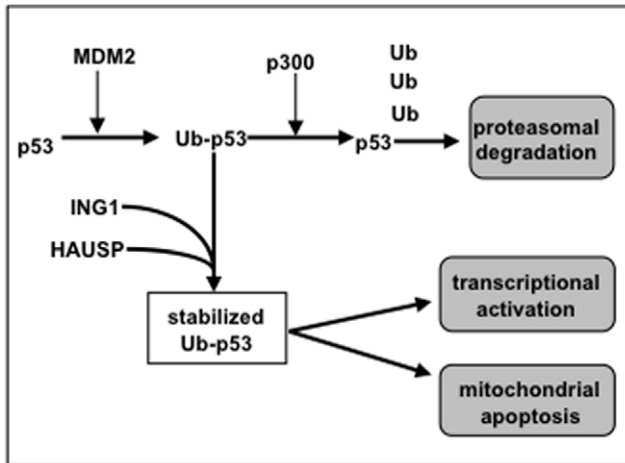 MDM2
p300
Ub
Ub
Ub
p53
Ub-p53
p53
proteasomal
degradation
ING1
HAUSP
stabilized
Ub-p53
transcriptional
activation
mitochondrial
apoptosis